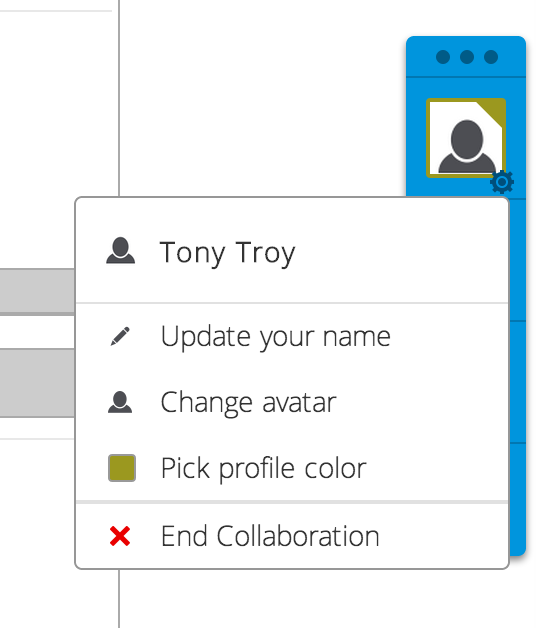 Tony Troy
Update your name
Change avatar
Pick profile color
End Collaboration